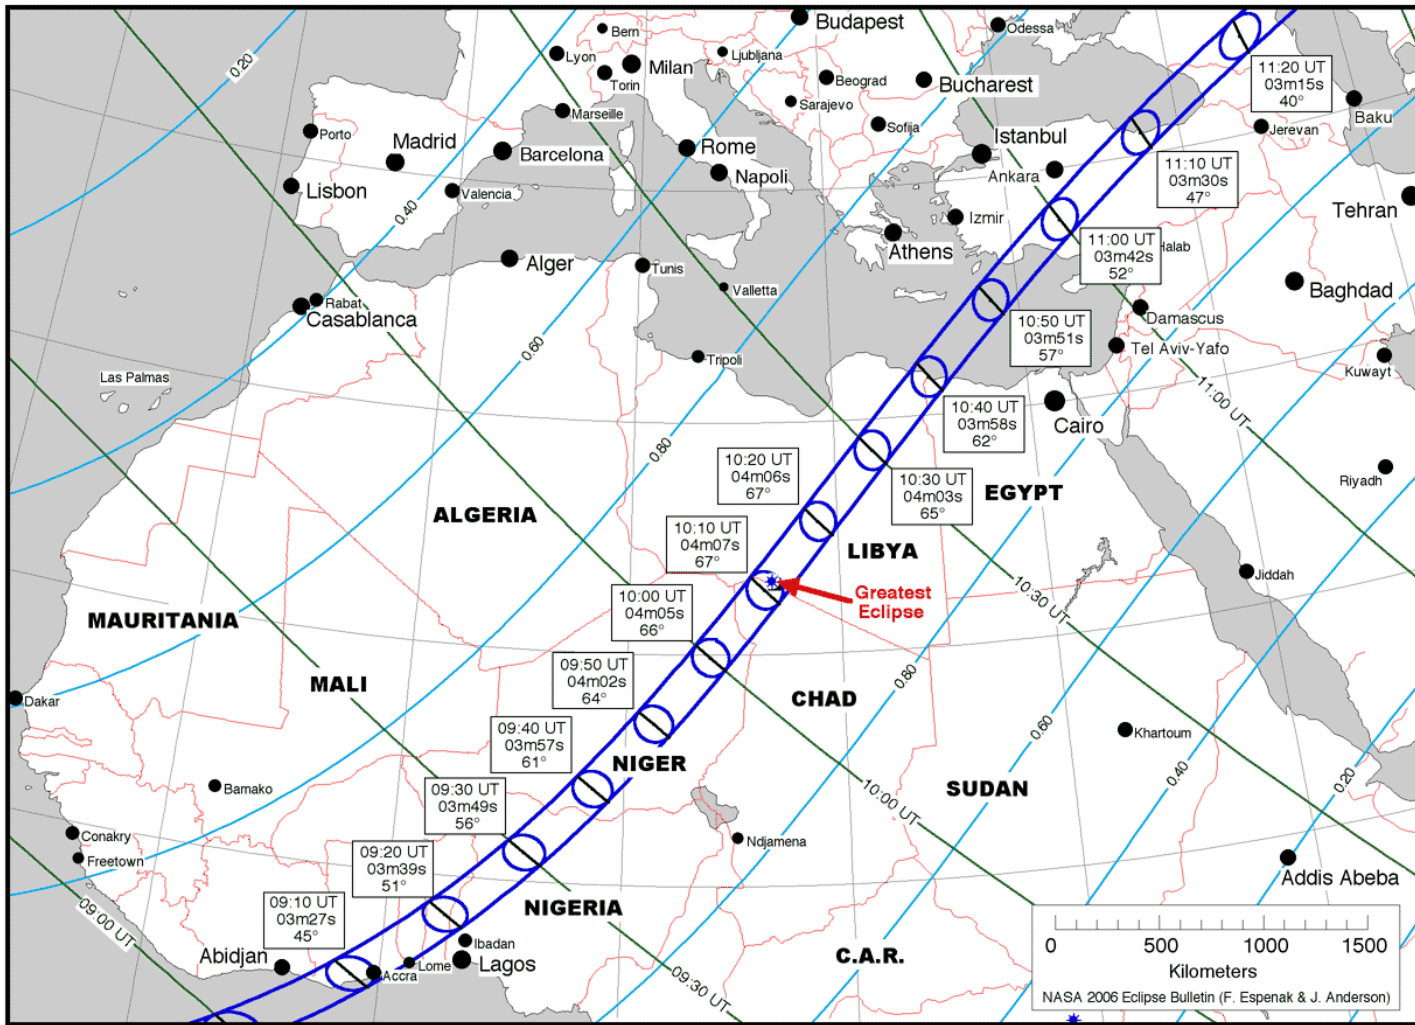 Budapest
Odessa
Bern
Lyon
Ljubljana
Milan
Torin
Beograd
Bucharest
0.20
11:20 UT
03m15s
40°
Sarajevo
Marseille
Baku
Sofija
Jerevan
Porto
Madrid
Istanbul
Rome
Barcelona
11:10 UT
03m30s
47°
Ankara
Napoli
Lisbon
Valencia
Tehran
0.40
Izmir
11:00 UT
03m42s
52°
Halab
Athens
Alger
Tunis
Valletta
Baghdad
Rabat
Casablanca
Damascus
10:50 UT
03m51s
57°
0.60
Tel Aviv-Yafo
Tripoli
Kuwayt
Las Palmas
11:00 UT
10:40 UT
03m58s
62°
Cairo
0.80
10:20 UT
04m06s
67°
10:30 UT
04m03s
65°
Riyadh
EGYPT
ALGERIA
10:10 UT
04m07s
67°
LIBYA
Jiddah
10:00 UT
04m05s
66°
Greatest
Eclipse
10:30 UT
MAURITANIA
09:50 UT
04m02s
64°
MALI
0.80
CHAD
Dakar
0.60
Khartoum
09:40 UT
03m57s
61°
NIGER
0.40
0.20
Bamako
SUDAN
10:00 UT
09:30 UT
03m49s
56°
Conakry
Ndjamena
Freetown
09:20 UT
03m39s
51°
Addis Abeba
09:00 UT
09:10 UT
03m27s
45°
NIGERIA
Ibadan
Abidjan
Lome
Lagos
Accra
C.A.R.
09:30 UT
0 500 1000 1500
Kilometers
NASA 2006 Eclipse Bulletin (F. Espenak & J. Anderson)